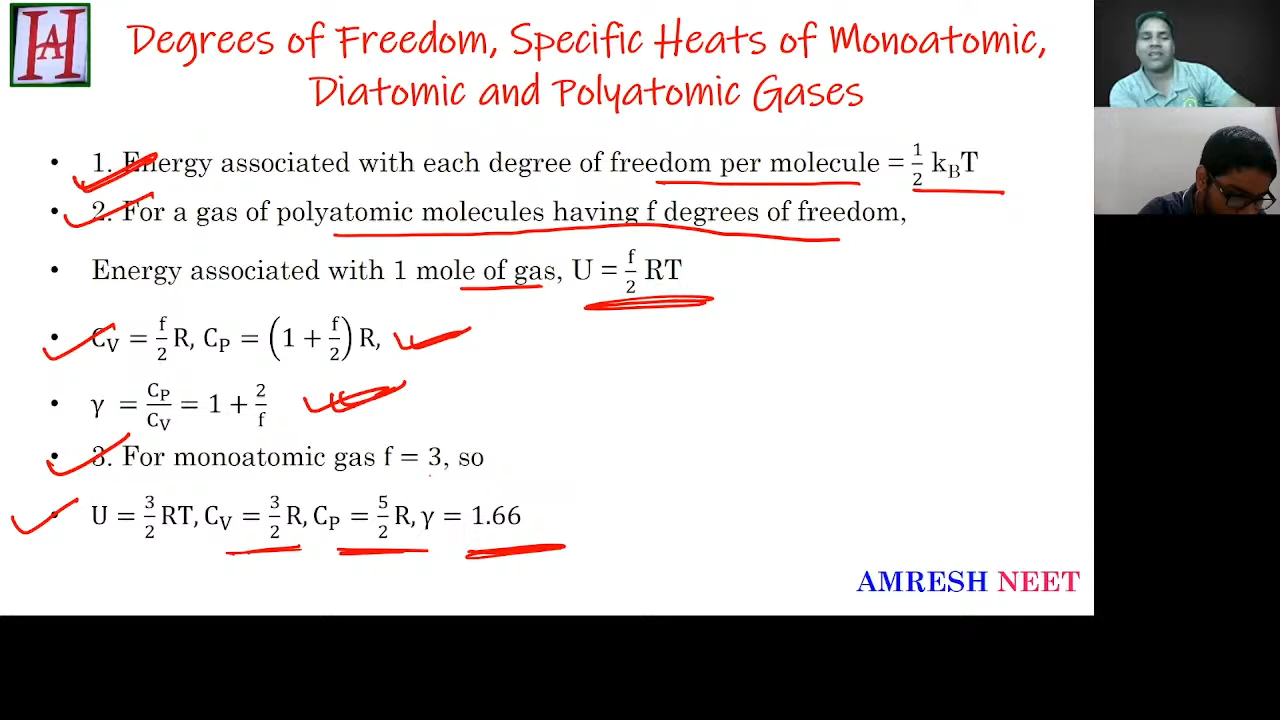 HA
Degrees of Freedom, Specific Heats of Monoatomic,
Diatomic and Polyatomic Gases
• 1. Energy associated with each degree of freedom per molecule = 1/2 k_BT
• 2. For a gas of polyatomic molecules having f degrees of freedom,
• Energy associated with 1 mole of gas, U = f/2 RT
• C_V = f/2 R, C_P = (1 + f/2) R,
• γ = C_P/C_V = 1 + 2/f
• 3. For monoatomic gas f = 3, so
• U = 3/2 RT, C_V = 3/2 R, C_P = 5/2 R, γ = 1.66
AMRESH NEET